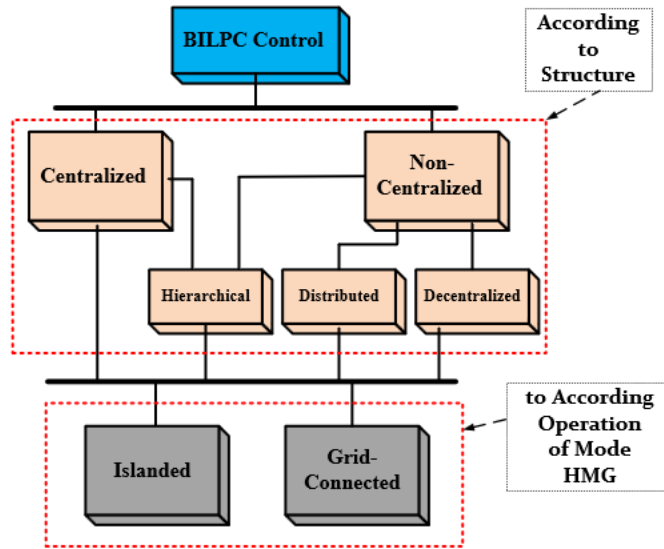 BILPC Control
According
to
Structure
Centralized
Non-
Centralized
Hierarchical
Distributed
Decentralized
to According
Operation
of Mode
HMG
Islanded
Grid-
Connected